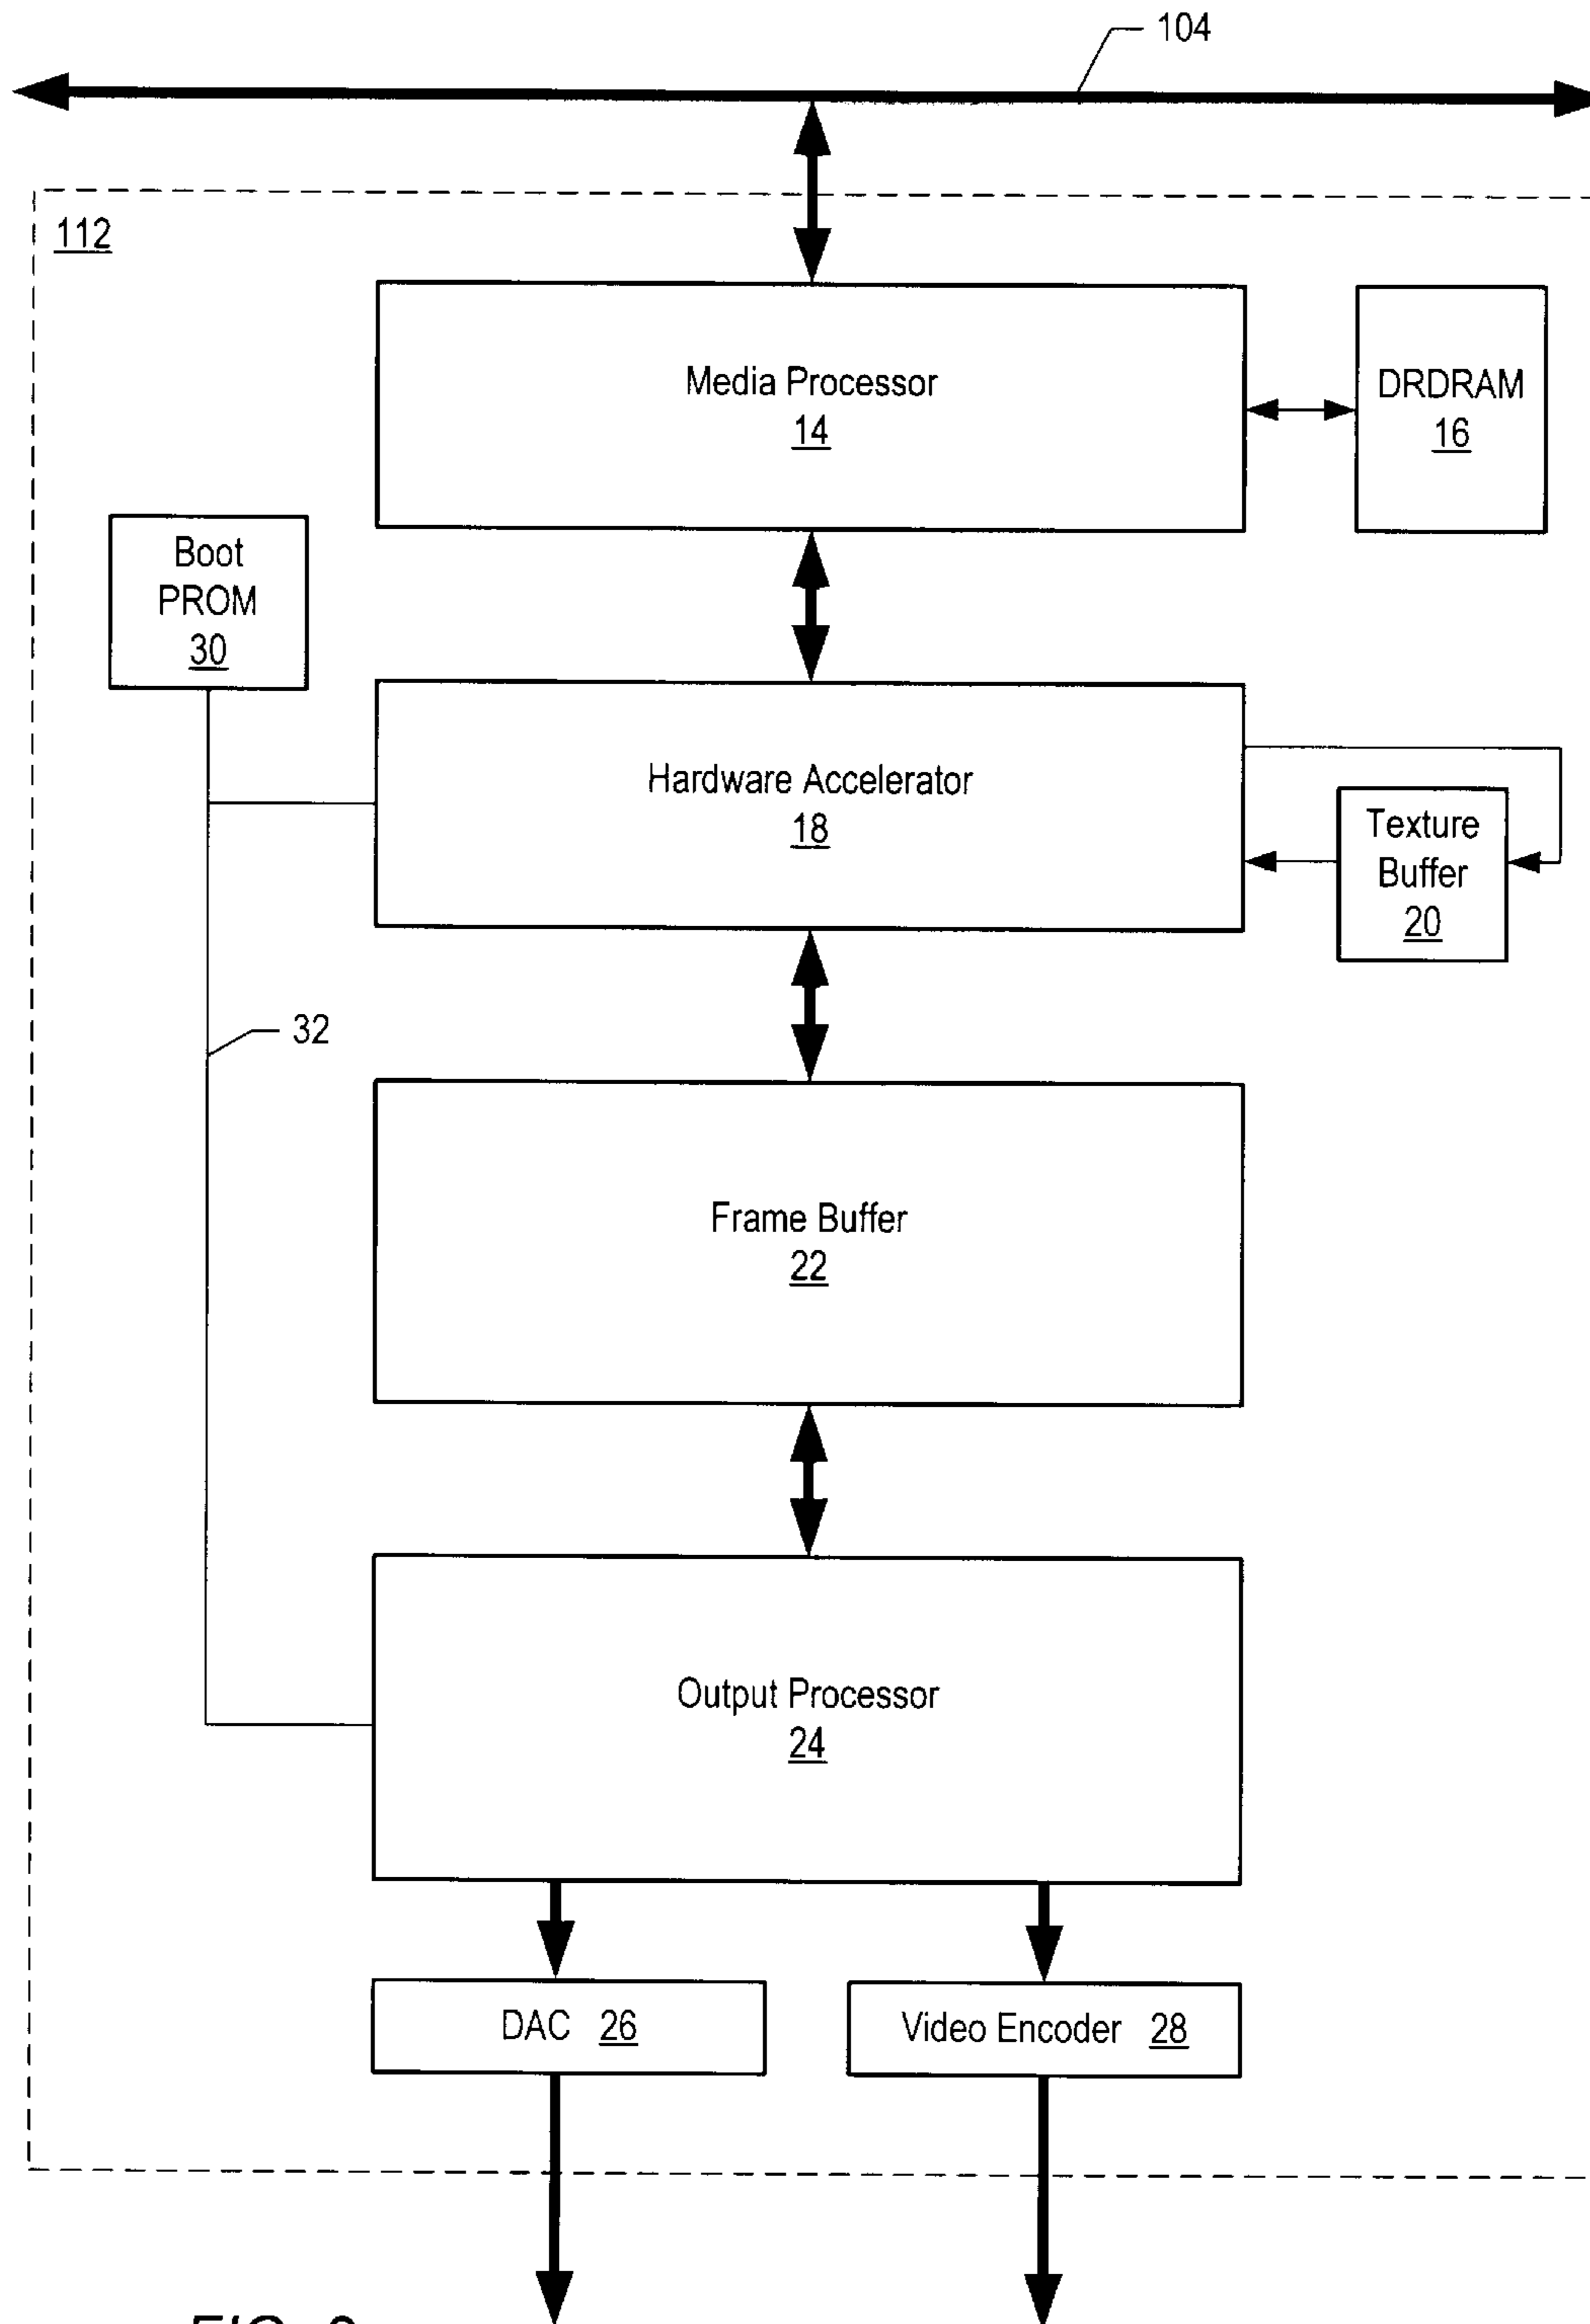 104
112
Media Processor
14
DRDRAM
16
Boot
PROM
30
Hardware Accelerator
18
Texture
Buffer
20
32
Frame Buffer
22
Output Processor
24
DAC 26
Video Encoder 28